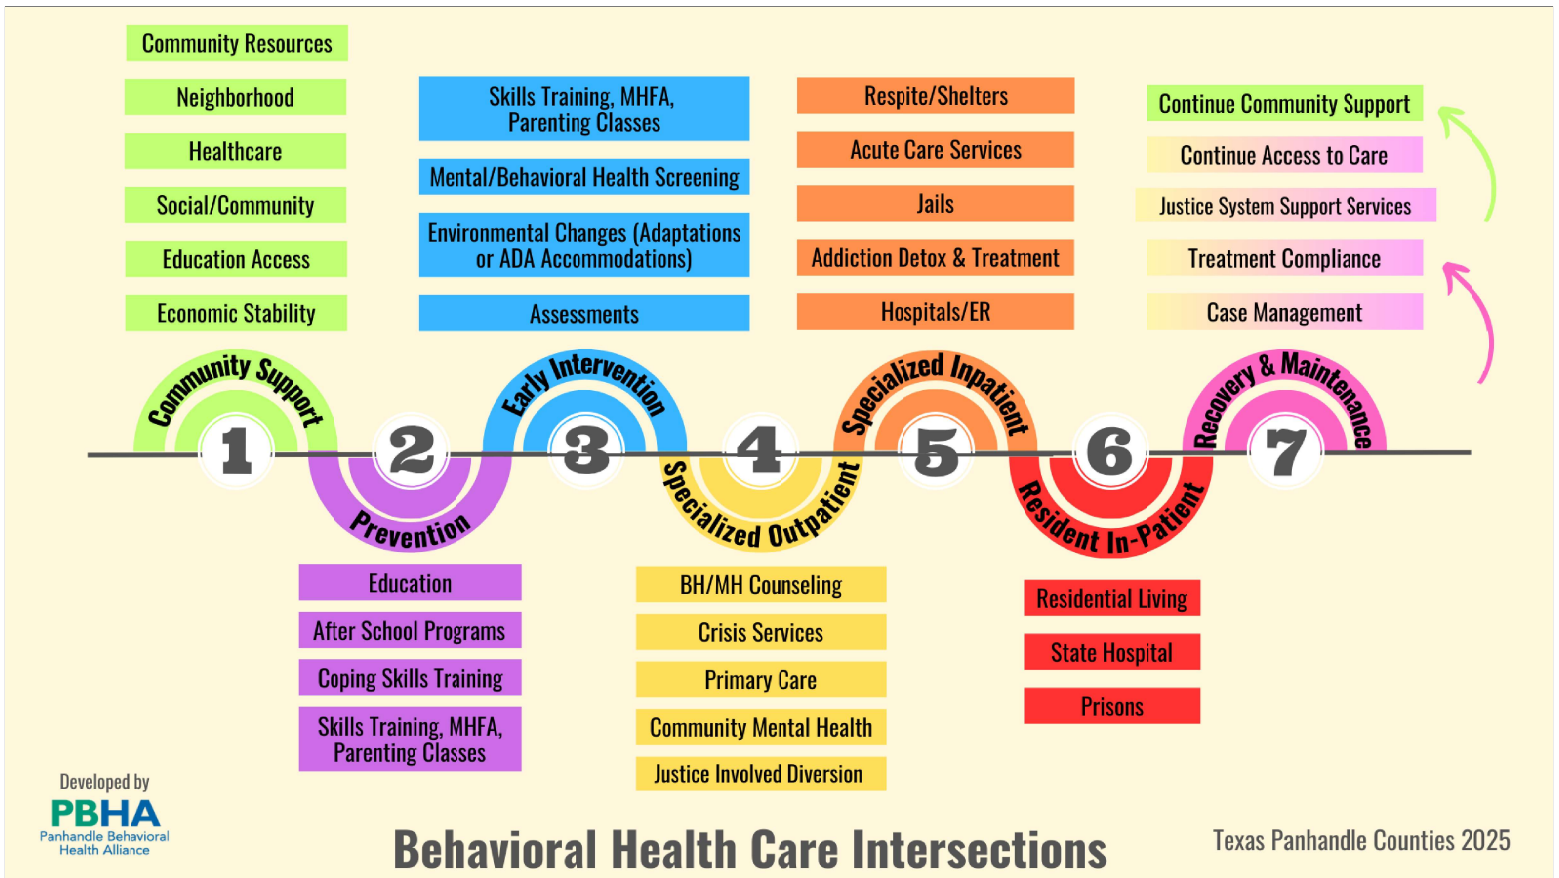 Community Resources
Neighborhood
Healthcare
Social/Community
Education Access
Economic Stability
Community Support
1
2
Prevention
Education
After School Programs
Coping Skills Training
Skills Training, MHFA,
Parenting Classes
Skills Training, MHFA,
Parenting Classes
Mental/Behavioral Health Screening
Environmental Changes (Adaptations
or ADA Accommodations)
Assessments
Early Intervention
3
4
Specialized Outpatient
BH/MH Counseling
Crisis Services
Primary Care
Community Mental Health
Justice Involved Diversion
Respite/Shelters
Acute Care Services
Jails
Addiction Detox & Treatment
Hospitals/ER
Specialized Inpatient
5
6
Resident In-Patient
Residential Living
State Hospital
Prisons
Continue Community Support
Continue Access to Care
Justice System Support Services
Treatment Compliance
Case Management
Recovery & Maintenance
7
Developed by
PBHA
Panhandle Behavioral
Health Alliance
Behavioral Health Care Intersections
Texas Panhandle Counties 2025